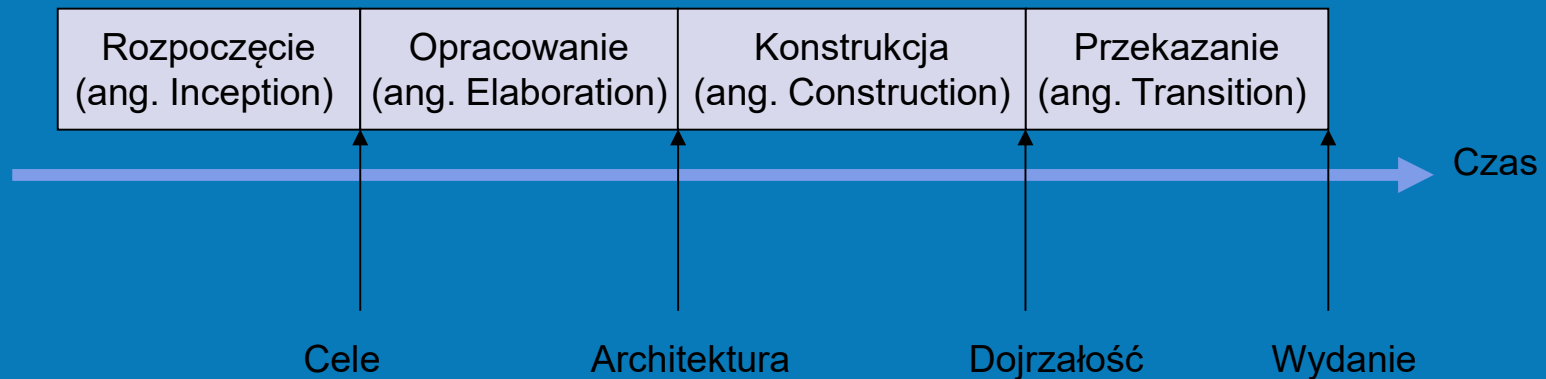 Rozpoczęcie
(ang. Inception)
Opracowanie
(ang. Elaboration)
Konstrukcja
(ang. Construction)
Przekazanie
(ang. Transition)
Czas
Cele
Architektura
Dojrzałość
Wydanie